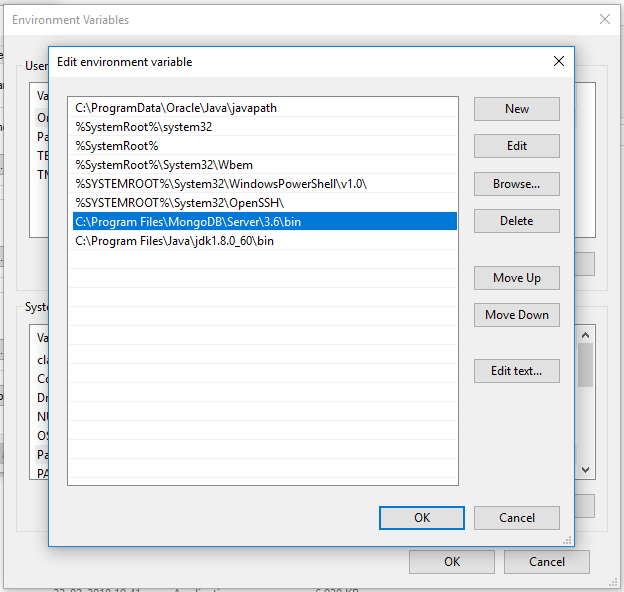 Environment Variables
Edit environment variable
User
Va
Pa
TE
TM
C:\ProgramData\Oracle\Java\javapath
%SystemRoot%\system32
%SystemRoot%
%SystemRoot%\System32\Wbem
%SYSTEMROOT%\System32\WindowsPowerShell\v1.0\
%SYSTEMROOT%\System32\OpenSSH\
C:\Program Files\MongoDB\Server\3.6\bin
C:\Program Files\Java\jdk1.8.0_60\bin
New
Edit
Browse...
Delete
Move Up
Move Down
Edit text...
Syste
Va
cla
Co
Dr
NU
OS
Pa
PA
OK
Cancel
OK
Cancel